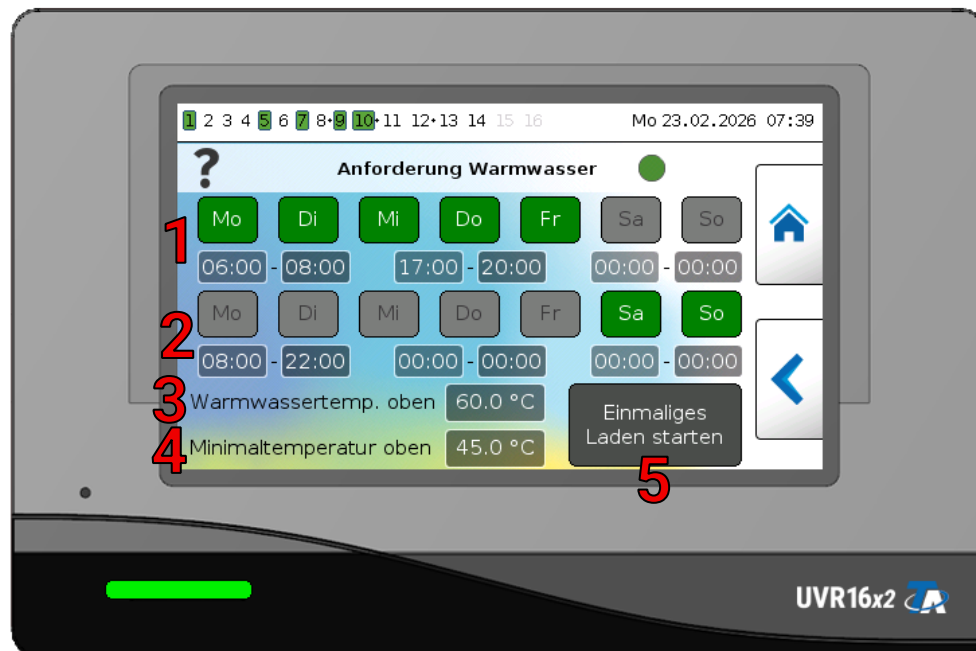 1 2 3 4 5 6 7 8 9 10 11 12 13 14 15 16 Mo 23.02.2026 07:39
? Anforderung Warmwasser
1 Mo Di Mi Do Fr Sa So
06:00 - 08:00 17:00 - 20:00 00:00 - 00:00
2 Mo Di Mi Do Fr Sa So
08:00 - 22:00 00:00 - 00:00 00:00 - 00:00
3 Warmwassertemp. oben 60.0 °C
4 Minimaltemperatur oben 45.0 °C
Einmaliges
Laden starten
5
UVR16x2 TA